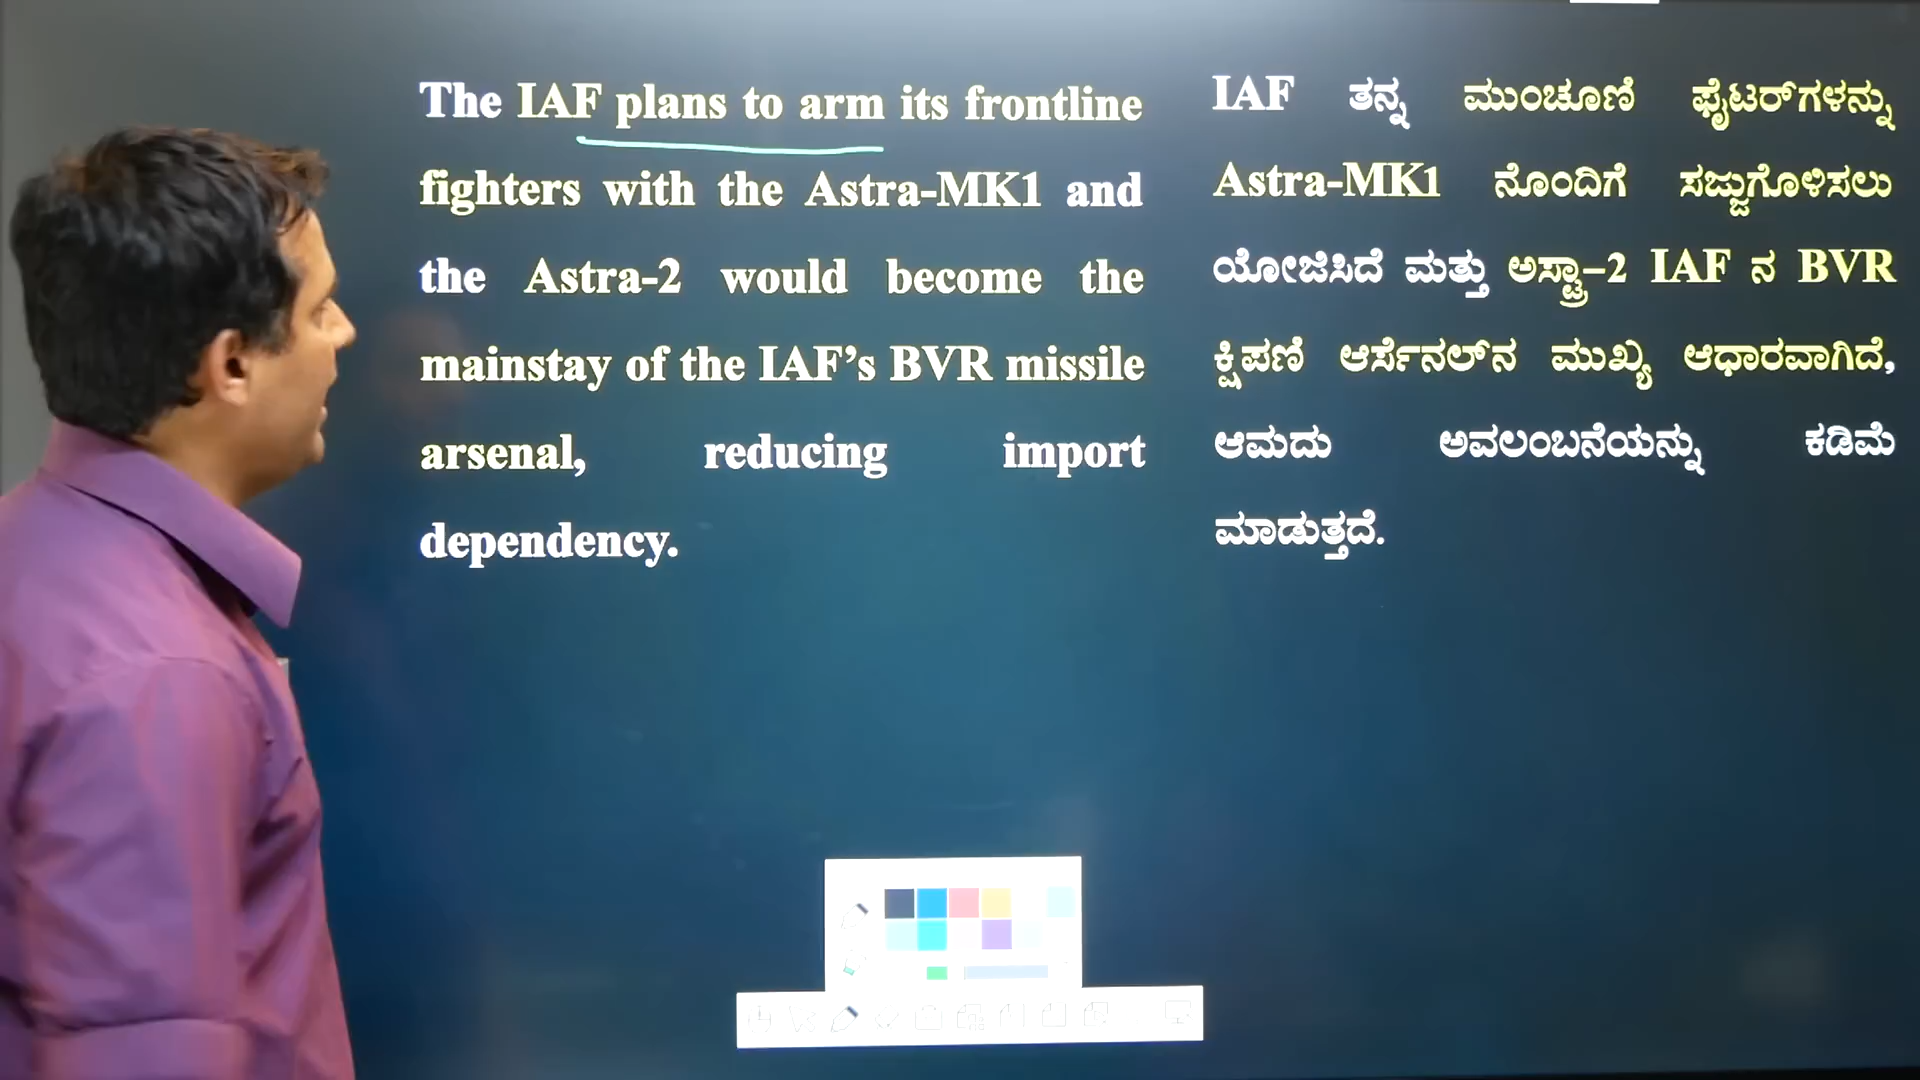 The IAF plans to arm its frontline
fighters with the Astra-MK1 and
the Astra-2 would become the
mainstay of the IAF’s BVR missile
arsenal, reducing import
dependency.
IAF ತನ್ನ ಮುಂಚೂಣಿ ಫೈಟರ್‌ಗಳನ್ನು
Astra-MK1 ನೊಂದಿಗೆ ಸಜ್ಜುಗೊಳಿಸಲು
ಯೋಜಿಸಿದೆ ಮತ್ತು ಅಸ್ಟ್ರಾ–2 IAF ನ BVR
ಕ್ಷಿಪಣಿ ಆರ್ಸೆನಲ್‌ನ ಮುಖ್ಯ ಆಧಾರವಾಗಿದೆ,
ಆಮದು ಅವಲಂಬನೆಯನ್ನು ಕಡಿಮೆ
ಮಾಡುತ್ತದೆ.